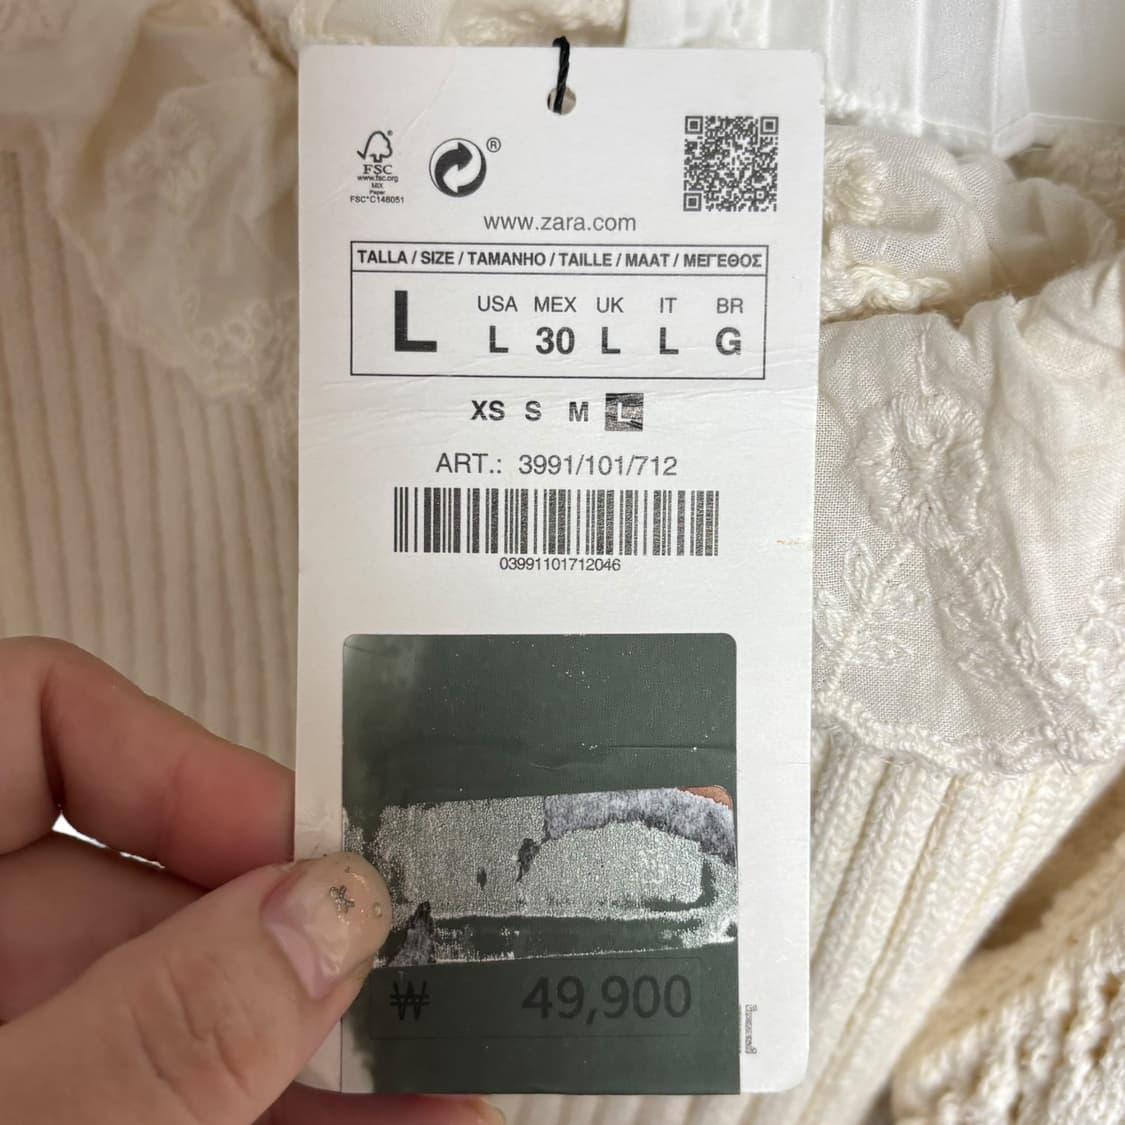 FSC
www.fsc.org
MIX
Paper
FSC® C148051
®
www.zara.com
TALLA / SIZE / TAMANHO / TAILLE / MAAT / ΜΕΓΕΘΟΣ
L
USA MEX UK IT BR
L 30 L L G
XS S M L
ART.: 3991/101/712
03991101712046
₩ 49,900